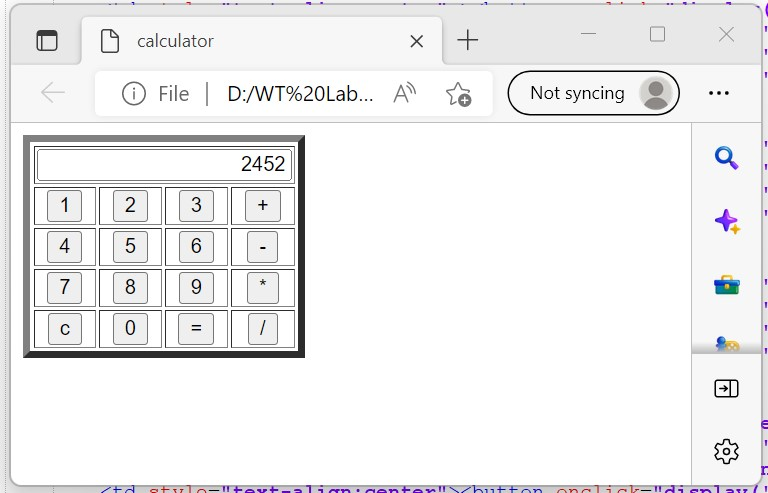 calculator
File | D:/WT%20Lab... A Not syncing ...
2452
1 2 3 +
4 5 6 -
7 8 9 *
c 0 = /
<td style="text-align:center"><button onclick="display('